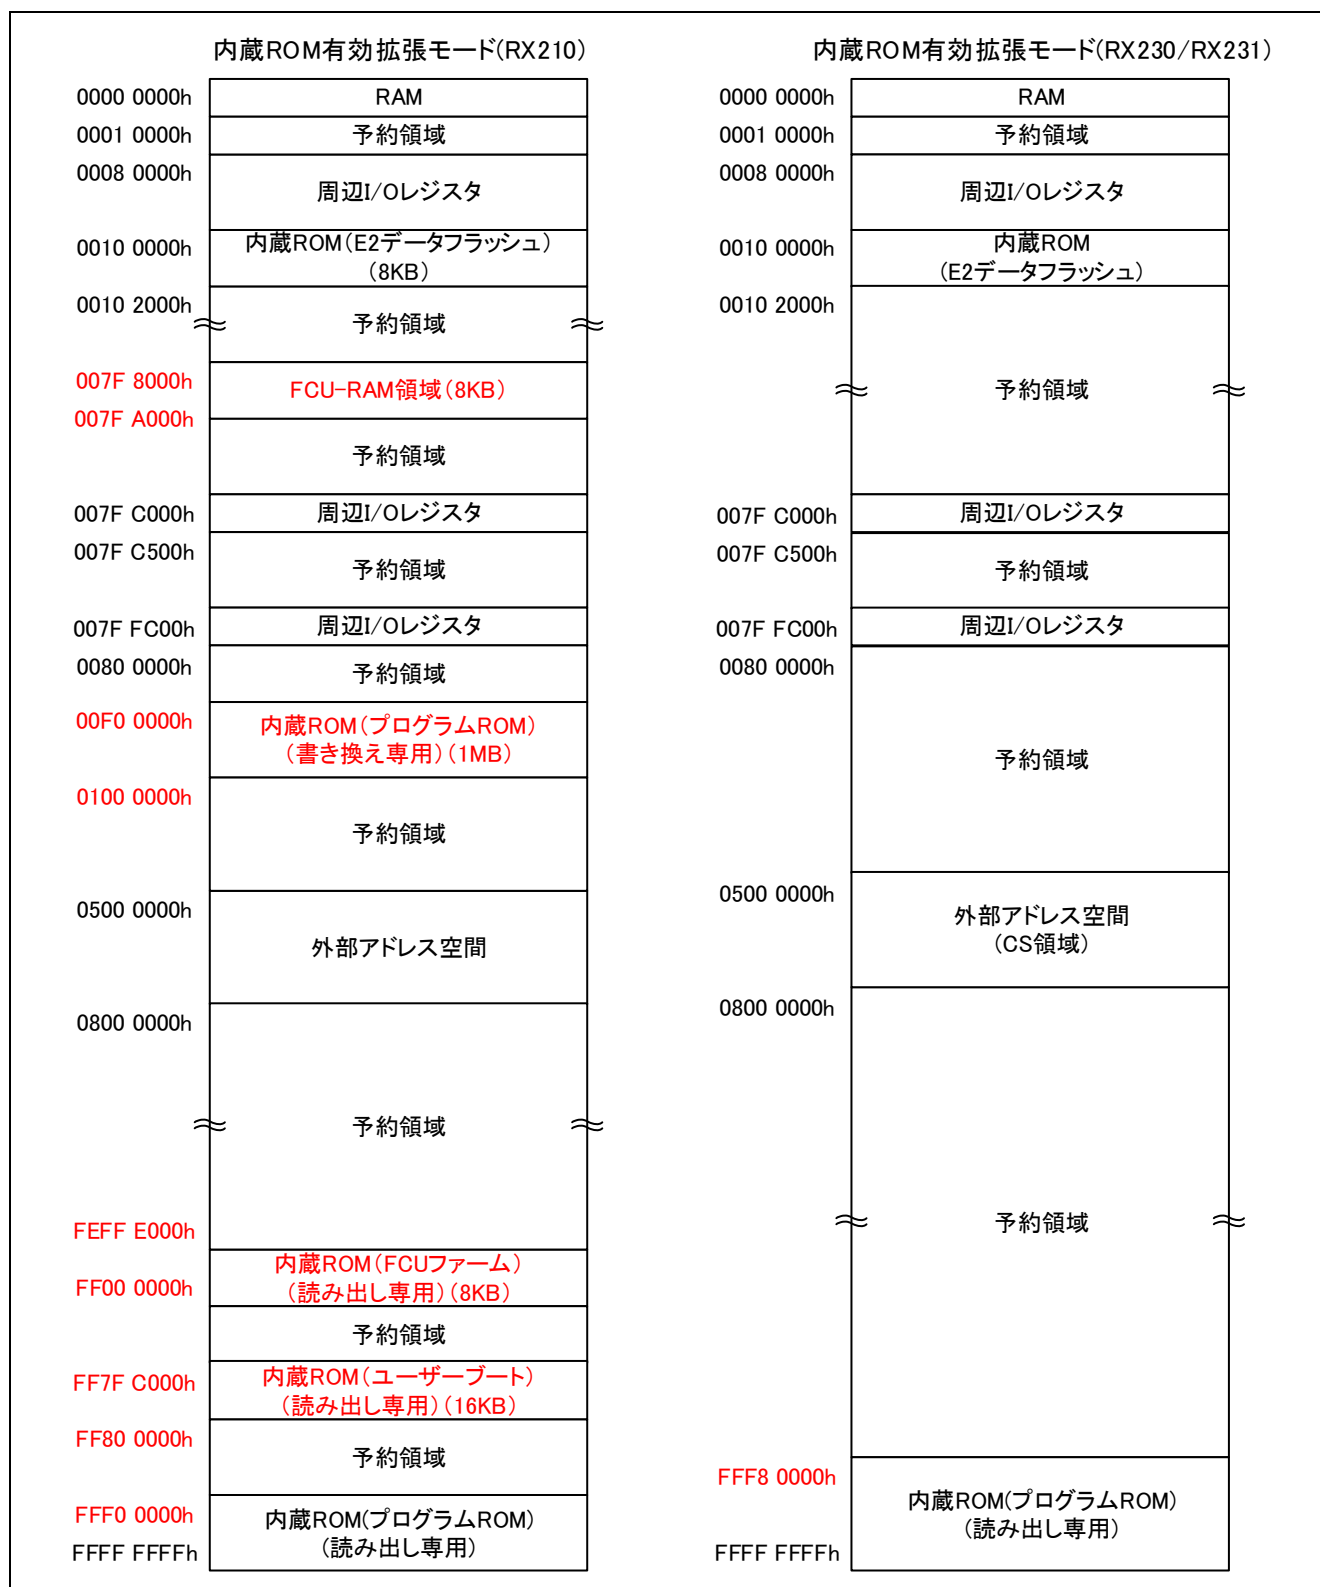 内蔵ROM有効拡張モード(RX210)
0000 0000h
RAM
0001 0000h
予約領域
0008 0000h
周辺I/Oレジスタ
0010 0000h
内蔵ROM(E2データフラッシュ)
(8KB)
0010 2000h
予約領域
007F 8000h
FCU-RAM領域(8KB)
007F A000h
予約領域
007F C000h
周辺I/Oレジスタ
007F C500h
予約領域
007F FC00h
周辺I/Oレジスタ
0080 0000h
予約領域
00F0 0000h
内蔵ROM(プログラムROM)
(書き換え専用)(1MB)
0100 0000h
予約領域
0500 0000h
外部アドレス空間
0800 0000h
予約領域
FEFF E000h
内蔵ROM(FCUファーム)
(読み出し専用)(8KB)
FF00 0000h
予約領域
FF7F C000h
内蔵ROM(ユーザーブート)
(読み出し専用)(16KB)
FF80 0000h
予約領域
FFF0 0000h
内蔵ROM(プログラムROM)
(読み出し専用)
FFFF FFFFh
内蔵ROM有効拡張モード(RX230/RX231)
0000 0000h
RAM
0001 0000h
予約領域
0008 0000h
周辺I/Oレジスタ
0010 0000h
内蔵ROM
(E2データフラッシュ)
0010 2000h
予約領域
007F C000h
周辺I/Oレジスタ
007F C500h
予約領域
007F FC00h
周辺I/Oレジスタ
0080 0000h
予約領域
0500 0000h
外部アドレス空間
(CS領域)
0800 0000h
予約領域
FFF8 0000h
内蔵ROM(プログラムROM)
(読み出し専用)
FFFF FFFFh